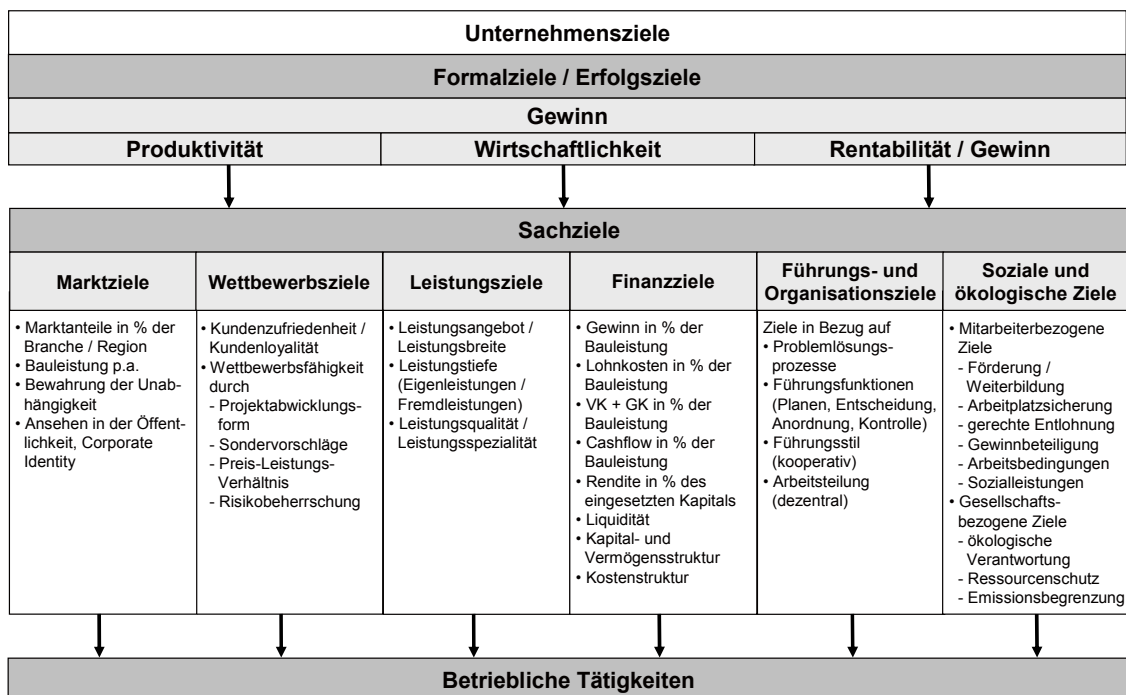 Unternehmensziele
Formalziele / Erfolgsziele
Gewinn
Produktivität
Wirtschaftlichkeit
Rentabilität / Gewinn
Sachziele
Marktziele
• Marktanteile in % der
Branche / Region
• Bauleistung p.a.
• Bewahrung der Unab-
hängigkeit
• Ansehen in der Öffent-
lichkeit, Corporate
Identity
Wettbewerbsziele
• Kundenzufriedenheit /
Kundenloyalität
• Wettbewerbsfähigkeit
durch
- Projektabwicklungs-
form
- Sondervorschläge
- Preis-Leistungs-
Verhältnis
- Risikobeherrschung
Leistungsziele
• Leistungsangebot /
Leistungsbreite
• Leistungstiefe
(Eigenleistungen /
Fremdleistungen)
• Leistungsqualität /
Leistungsspezialität
Finanzziele
• Gewinn in % der
Bauleistung
• Lohnkosten in % der
Bauleistung
• VK + GK in % der
Bauleistung
• Cashflow in % der
Bauleistung
• Rendite in % des
eingesetzten Kapitals
• Liquidität
• Kapital- und
Vermögensstruktur
• Kostenstruktur
Führungs- und
Organisationsziele
Ziele in Bezug auf
• Problemlösungs-
prozesse
• Führungsfunktionen
(Planen, Entscheidung,
Anordnung, Kontrolle)
• Führungsstil
(kooperativ)
• Arbeitsteilung
(dezentral)
Soziale und
ökologische Ziele
• Mitarbeiterbezogene
Ziele
- Förderung /
Weiterbildung
- Arbeitplatzsicherung
- gerechte Entlohnung
- Gewinnbeteiligung
- Arbeitsbedingungen
- Sozialleistungen
• Gesellschafts-
bezogene Ziele
- ökologische
Verantwortung
- Ressourcenschutz
- Emissionsbegrenzung
Betriebliche Tätigkeiten